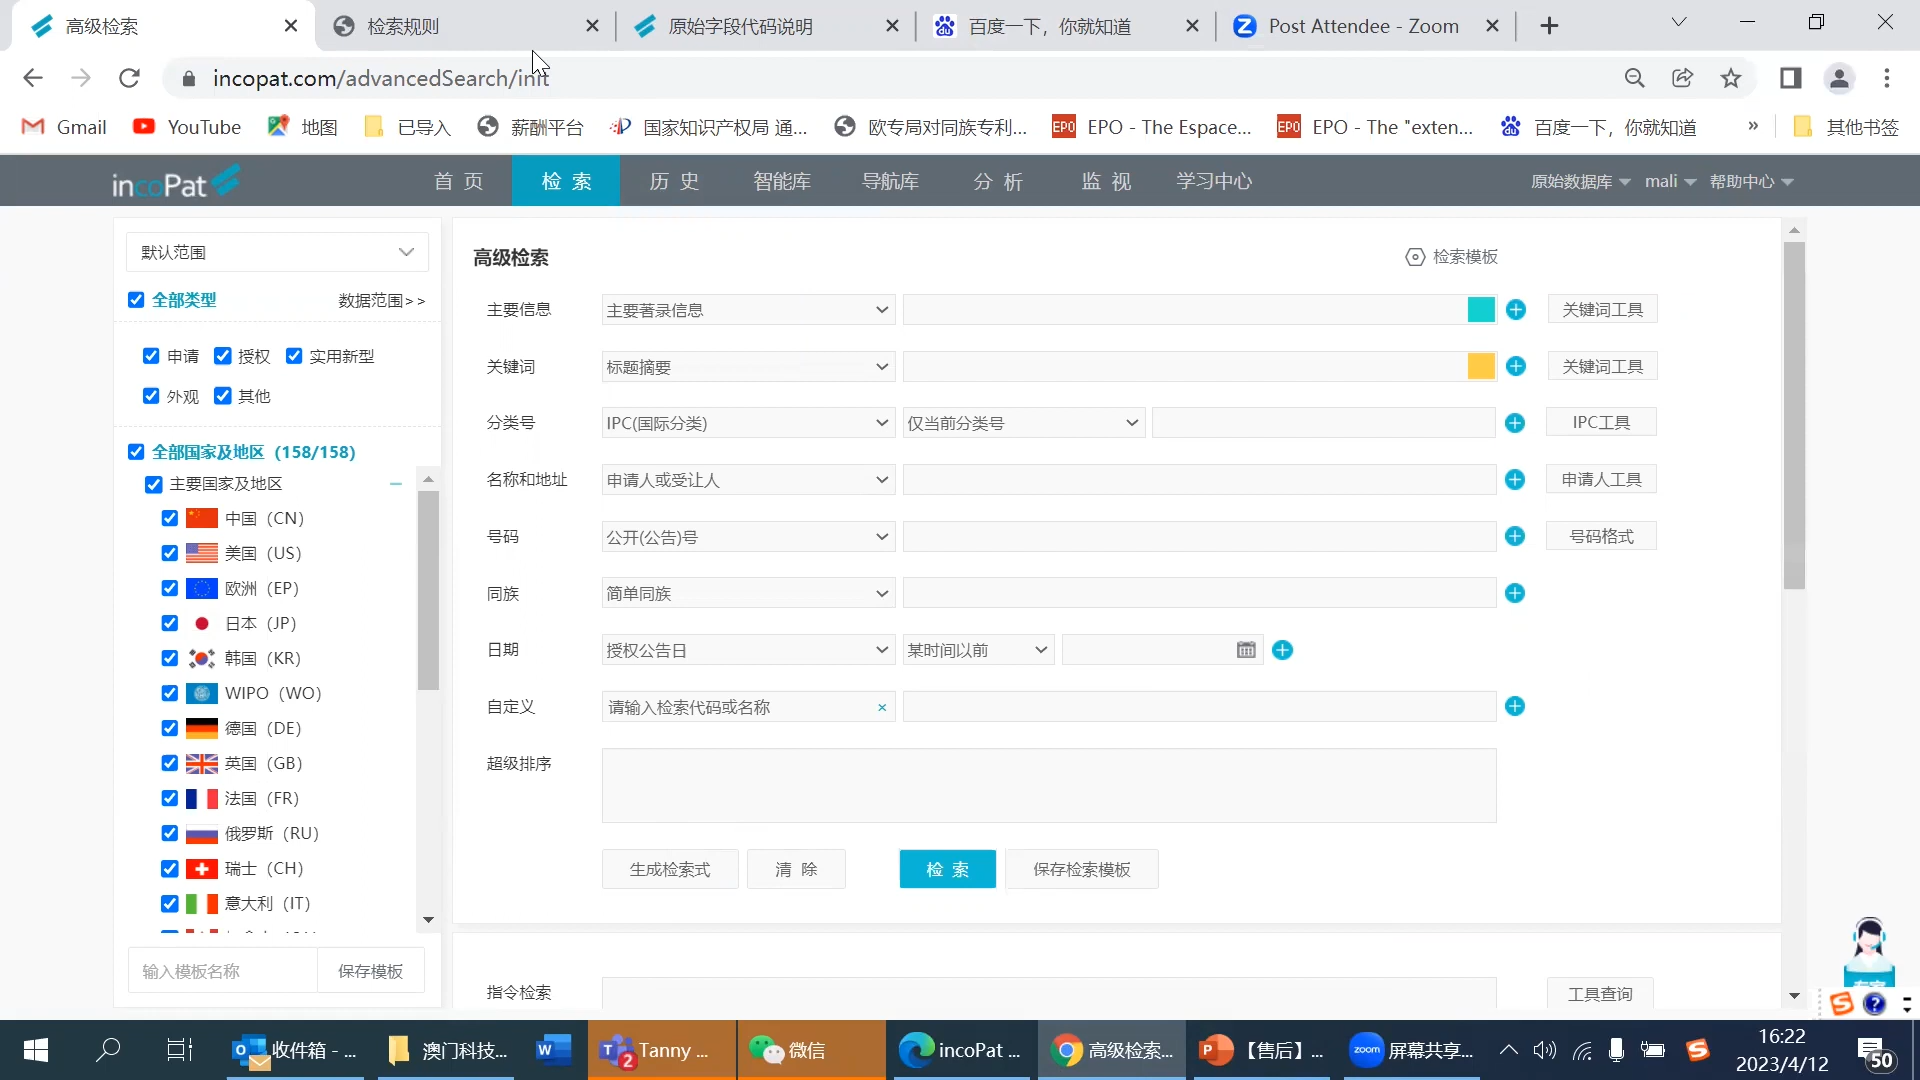 高级检索
检索规则
原始字段代码说明
百度一下，你就知道
Post Attendee - Zoom
incopat.com/advancedSearch/init
Gmail
YouTube
地图
已导入
薪酬平台
国家知识产权局 通...
欧专局对同族专利...
EPO - The Espace...
EPO - The "exten...
百度一下，你就知道
»
其他书签
incoPat
首 页
检 索
历 史
智能库
导航库
分 析
监 视
学习中心
原始数据库
mali
帮助中心
默认范围
全部类型
数据范围>>
申请
授权
实用新型
外观
其他
全部国家及地区（158/158）
主要国家及地区
中国（CN）
美国（US）
欧洲（EP）
日本（JP）
韩国（KR）
WIPO（WO）
德国（DE）
英国（GB）
法国（FR）
俄罗斯（RU）
瑞士（CH）
意大利（IT）
输入模板名称
保存模板
高级检索
检索模板
主要信息
主要著录信息
关键词工具
关键词
标题摘要
关键词工具
分类号
IPC(国际分类)
仅当前分类号
IPC工具
名称和地址
申请人或受让人
申请人工具
号码
公开(公告)号
号码格式
同族
简单同族
日期
授权公告日
某时间以前
自定义
请输入检索代码或名称
超级排序
生成检索式
清 除
检 索
保存检索模板
指令检索
工具查询
收件箱 - ...
澳门科技...
Tanny ...
2
微信
incoPat ...
高级检索...
【售后】...
zoom
屏幕共享...
16:22
2023/4/12
50